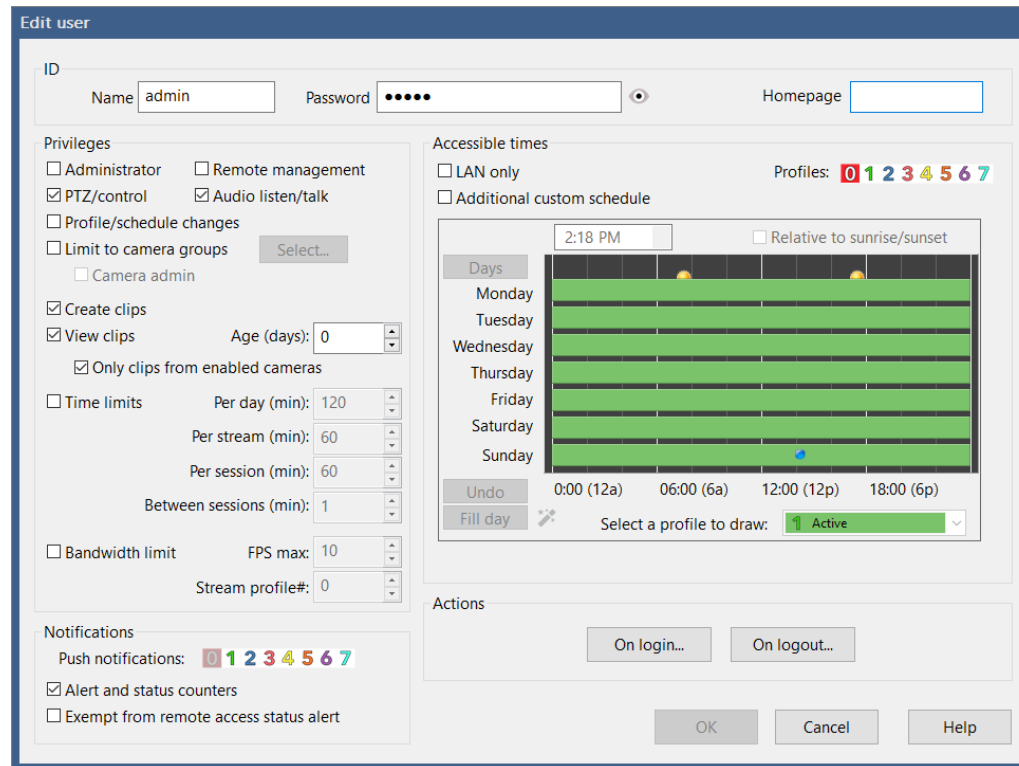 Edit user
ID
Name admin Password ●●●●● Homepage
Privileges
Administrator Remote management
PTZ/control Audio listen/talk
Profile/schedule changes
Limit to camera groups Select...
Camera admin
Create clips
View clips Age (days): 0
Only clips from enabled cameras
Time limits Per day (min): 120
Per stream (min): 60
Per session (min): 60
Between sessions (min): 1
Bandwidth limit FPS max: 10
Stream profile#: 0
Notifications
Push notifications: 0 1 2 3 4 5 6 7
Alert and status counters
Exempt from remote access status alert
Accessible times
LAN only Profiles: 0 1 2 3 4 5 6 7
Additional custom schedule
2:18 PM Relative to sunrise/sunset
Days
Monday
Tuesday
Wednesday
Thursday
Friday
Saturday
Sunday
Undo 0:00 (12a) 06:00 (6a) 12:00 (12p) 18:00 (6p)
Fill day Select a profile to draw: 1 Active
Actions
On login... On logout...
OK Cancel Help